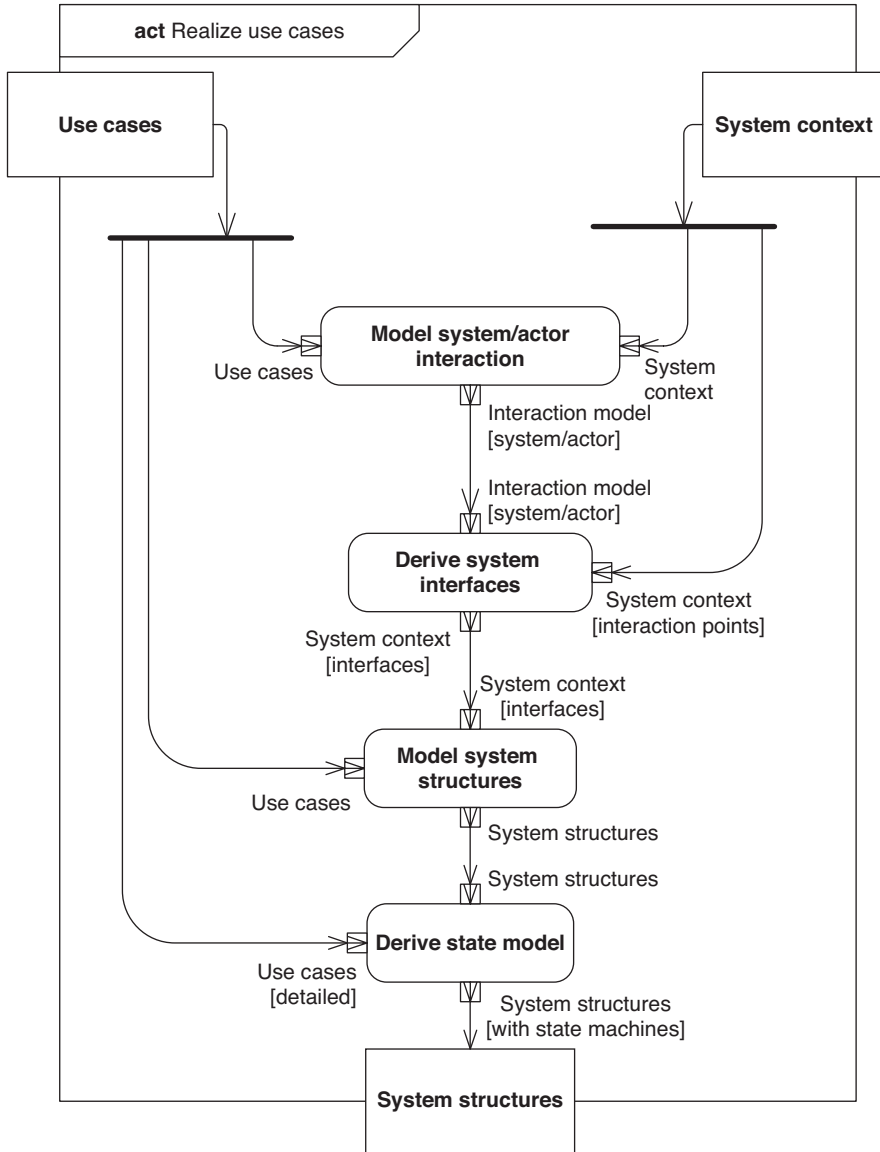 act Realize use cases
Use cases
System context
Model system/actor
interaction
Use cases
System
context
Interaction model
[system/actor]
Interaction model
[system/actor]
Derive system
interfaces
System context
[interaction points]
System context
[interfaces]
System context
[interfaces]
Model system
structures
Use cases
System structures
System structures
Derive state model
Use cases
[detailed]
System structures
[with state machines]
System structures